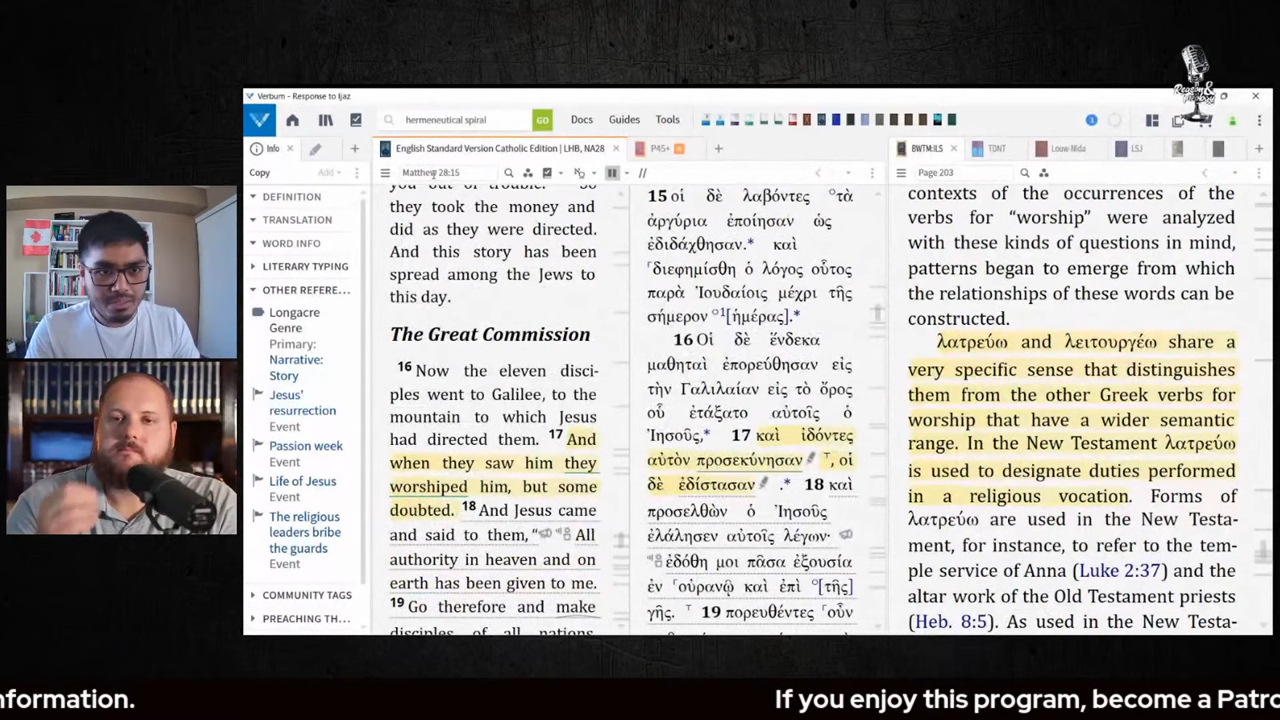 Reason & Theology
Verbum - Response to Ijaz
hermeneutical spiral
GO
Docs
Guides
Tools
1
Info
English Standard Version Catholic Edition | LHB, NA28
P45+
BWTM:ILS
TDNT
Louw-Nida
LSJ
Copy
Add
Matthew 28:15
//
Page 203
DEFINITION
TRANSLATION
WORD INFO
LITERARY TYPING
OTHER REFERE...
Longacre
Genre
Primary:
Narrative:
Story
Jesus'
resurrection
Event
Passion week
Event
Life of Jesus
Event
The religious
leaders bribe
the guards
Event
COMMUNITY TAGS
PREACHING TH...
you out of trouble." So
they took the money and
did as they were directed.
And this story has been
spread among the Jews to
this day.
The Great Commission
16 Now the eleven disci-
ples went to Galilee, to the
mountain to which Jesus
had directed them. 17 And
when they saw him they
worshiped him, but some
doubted. 18 And Jesus came
and said to them, “ All
authority in heaven and on
earth has been given to me.
19 Go therefore and make
disciples of all nations,
15 οἱ δὲ λαβόντες °τὰ
ἀργύρια ἐποίησαν ὡς
ἐδιδάχθησαν.* καὶ
⸀διεφημίσθη ὁ λόγος οὗτος
παρὰ Ἰουδαίοις μέχρι τῆς
σήμερον °1[ἡμέρας].*
16 Οἱ δὲ ἕνδεκα
μαθηταὶ ἐπορεύθησαν εἰς
τὴν Γαλιλαίαν εἰς τὸ ὄρος
οὗ ἐτάξατο αὐτοῖς ὁ
Ἰησοῦς,* 17 καὶ ἰδόντες
αὐτὸν προσεκύνησαν ⸆, οἱ
δὲ ἐδίστασαν .* 18 καὶ
προσελθὼν ὁ Ἰησοῦς
ἐλάλησεν αὐτοῖς λέγων·
ἐδόθη μοι πᾶσα ἐξουσία
ἐν ⸀οὐρανῷ καὶ ἐπὶ °[τῆς]
γῆς. ⸆ 19 πορευθέντες ⸀οὖν
contexts of the occurrences of the
verbs for “worship” were analyzed
with these kinds of questions in mind,
patterns began to emerge from which
the relationships of these words can be
constructed.
λατρεύω and λειτουργέω share a
very specific sense that distinguishes
them from the other Greek verbs for
worship that have a wider semantic
range. In the New Testament λατρεύω
is used to designate duties performed
in a religious vocation. Forms of
λατρεύω are used in the New Testa-
ment, for instance, to refer to the tem-
ple service of Anna (Luke 2:37) and the
altar work of the Old Testament priests
(Heb. 8:5). As used in the New Testa-
nformation.
If you enjoy this program, become a Patro